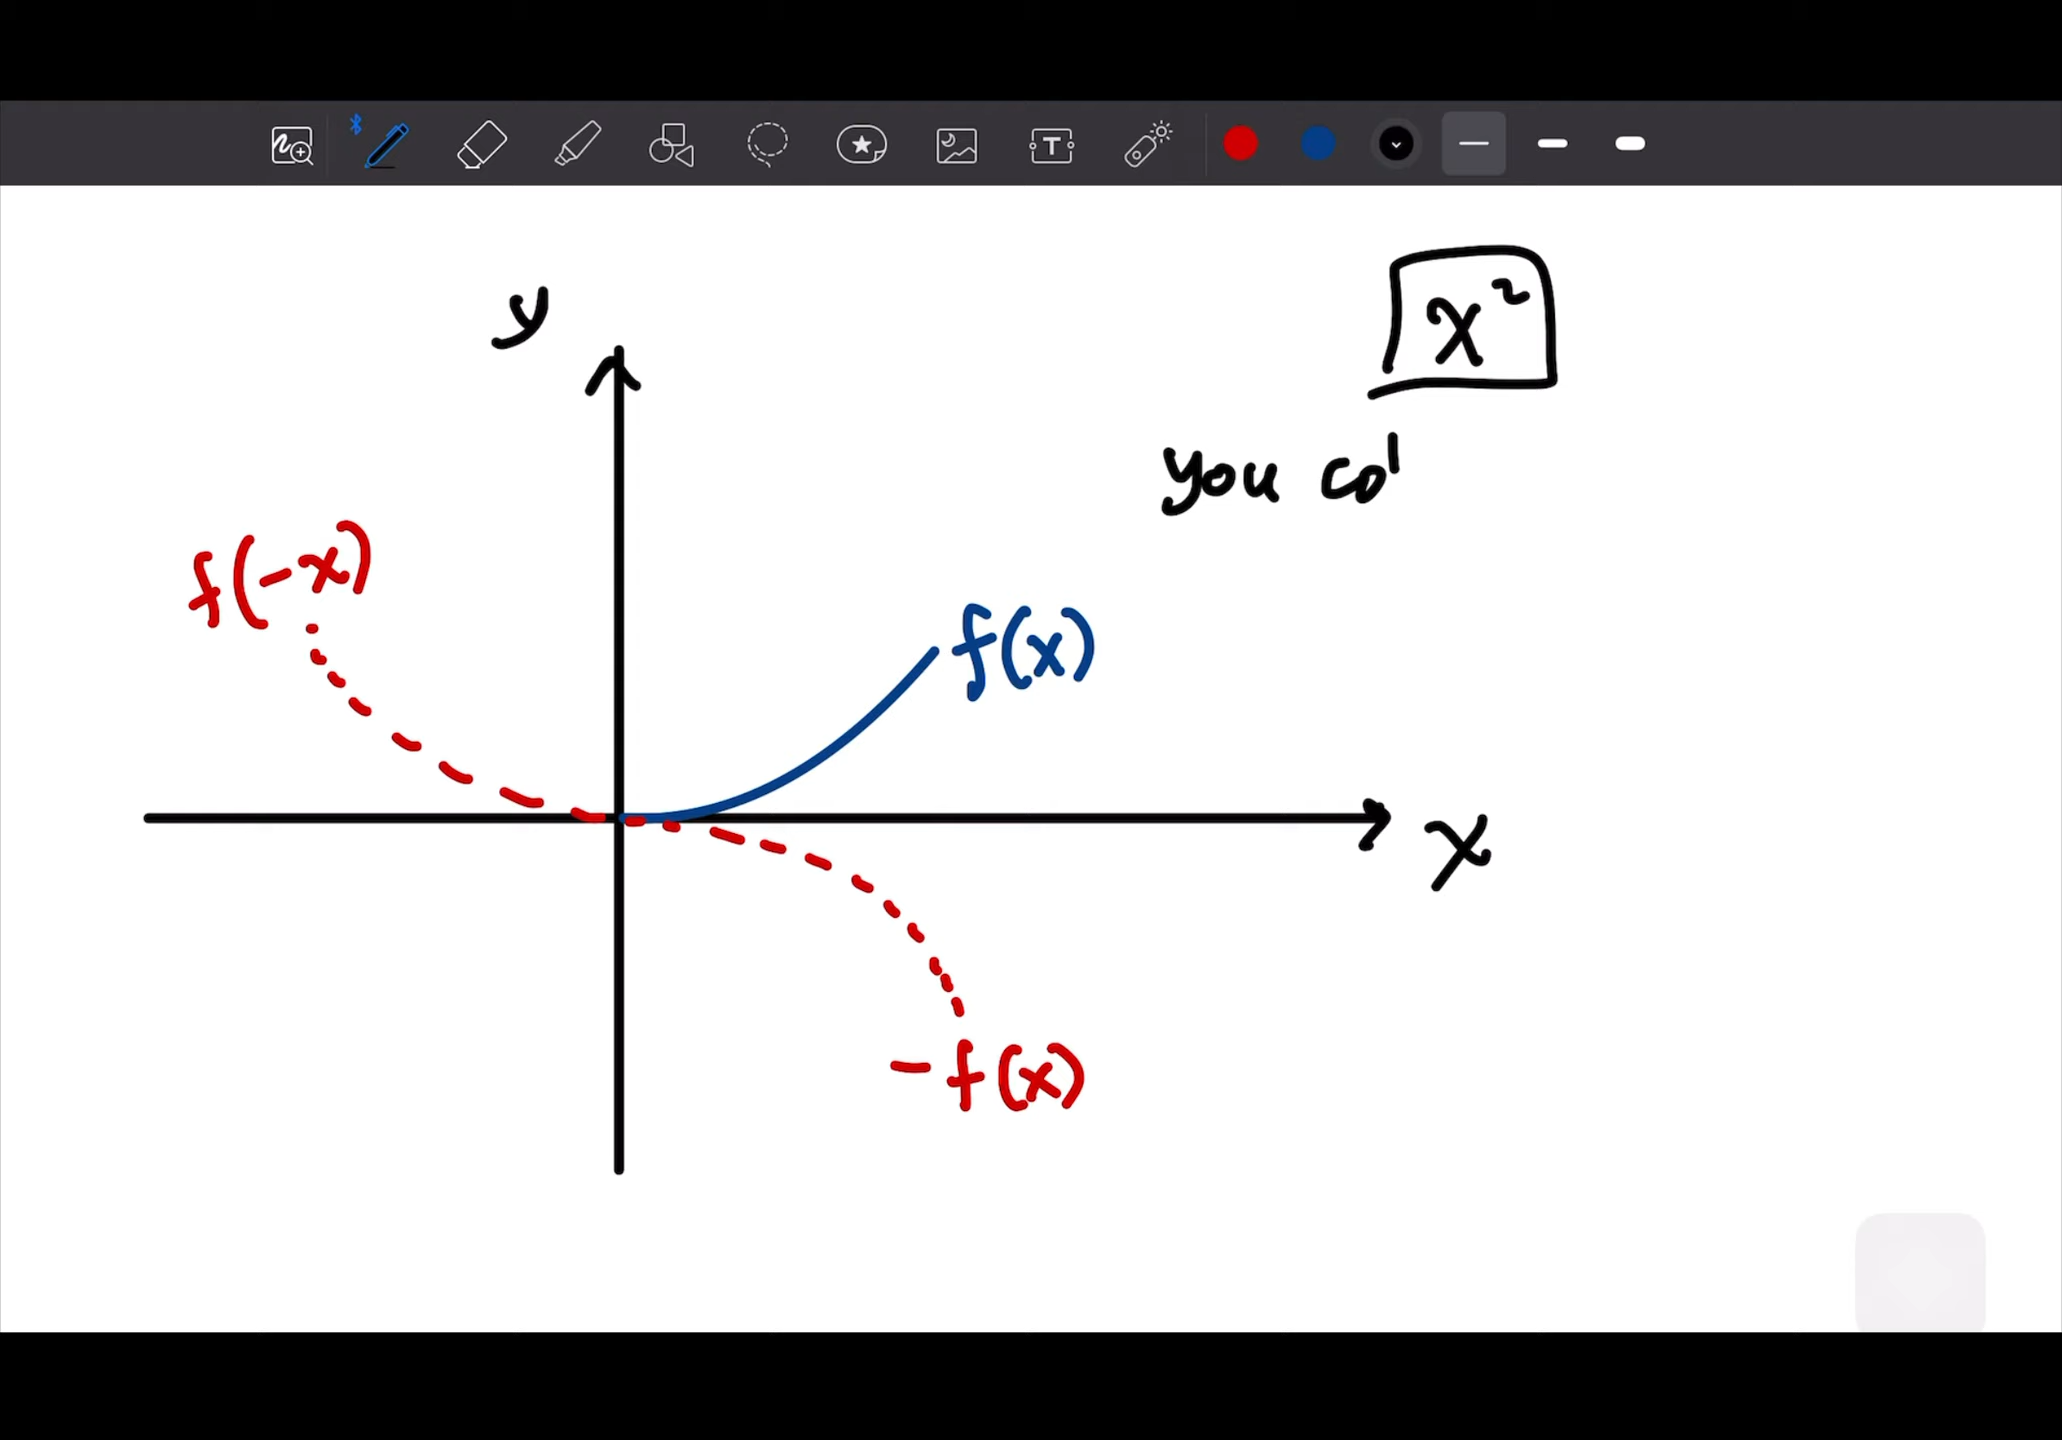 y
x²
you co
f(-x)
f(x)
x
-f(x)